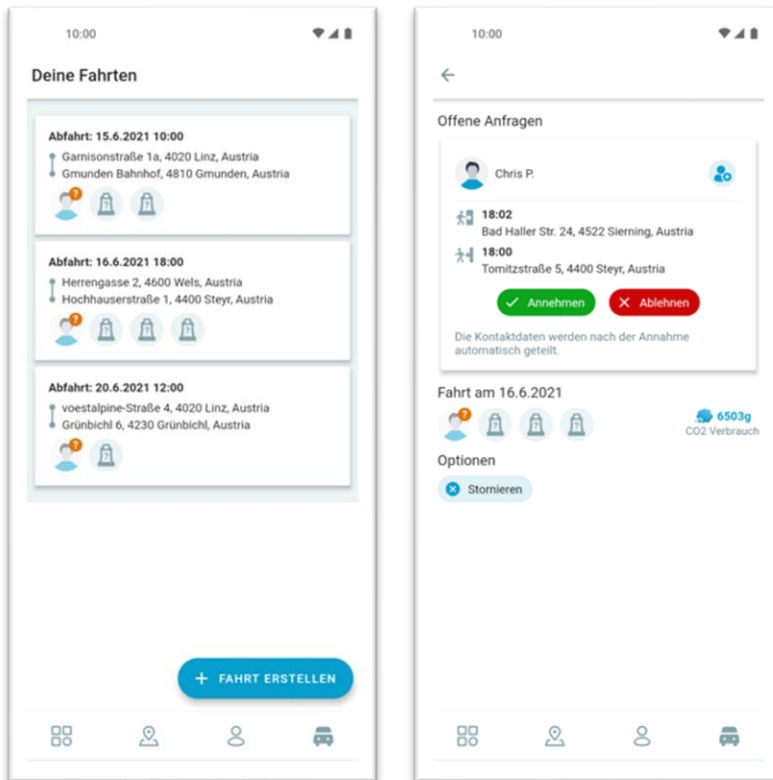 10:00
Deine Fahrten
Abfahrt: 15.6.2021 10:00
Garnisonstraße 1a, 4020 Linz, Austria
Gmunden Bahnhof, 4810 Gmunden, Austria
?
?
?
Abfahrt: 16.6.2021 18:00
Herrengasse 2, 4600 Wels, Austria
Hochhauserstraße 1, 4400 Steyr, Austria
?
?
?
?
Abfahrt: 20.6.2021 12:00
voestalpine-Straße 4, 4020 Linz, Austria
Grünbichl 6, 4230 Grünbichl, Austria
?
?
+ FAHRT ERSTELLEN
10:00
Offene Anfragen
Chris P.
18:02
Bad Haller Str. 24, 4522 Sierning, Austria
18:00
Tomitzstraße 5, 4400 Steyr, Austria
Annehmen
Ablehnen
Die Kontaktdaten werden nach der Annahme
automatisch geteilt.
Fahrt am 16.6.2021
?
?
?
?
6503g
CO2 Verbrauch
Optionen
Stornieren